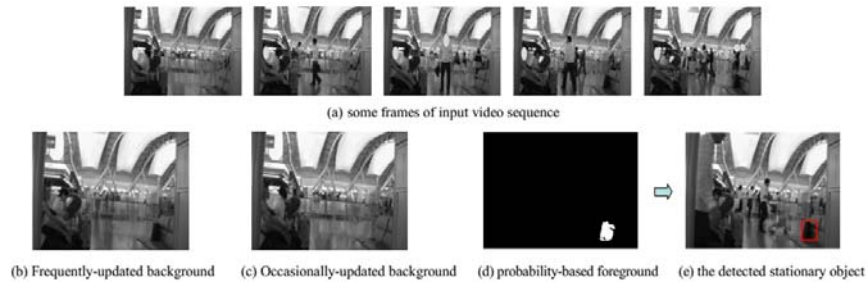 (a) some frames of input video sequence
(b) Frequently-updated background (c) Occasionally-updated background (d) probability-based foreground (e) the detected stationary object